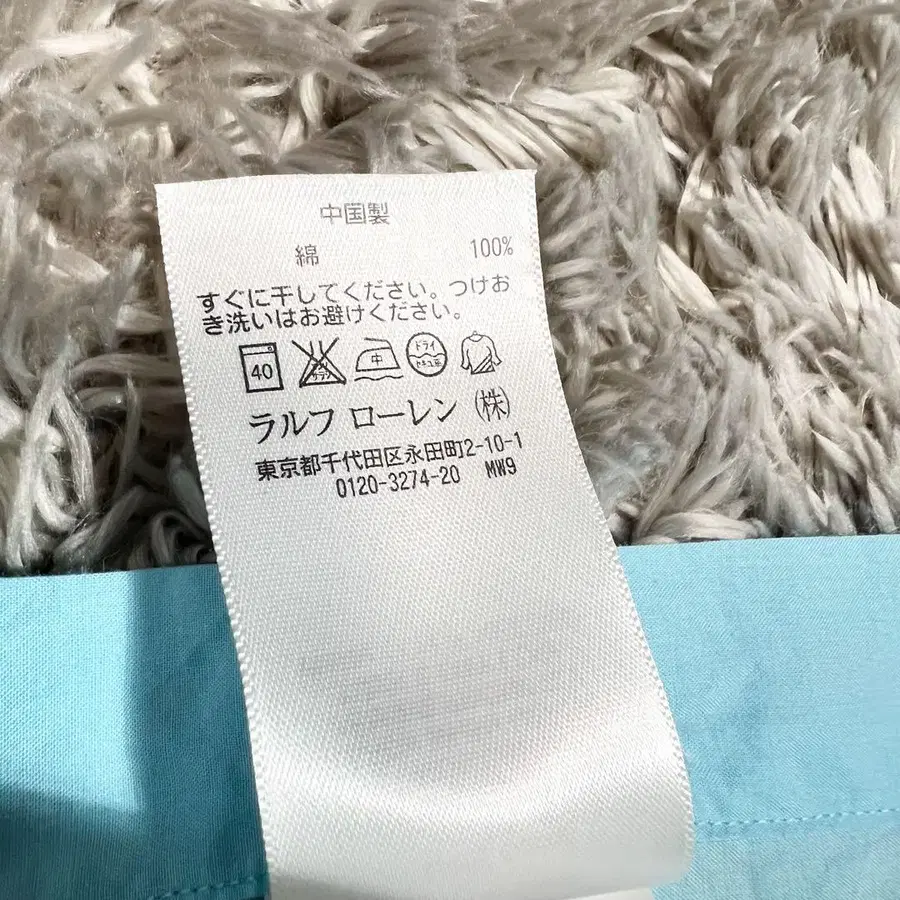 中国製
綿 100%
すぐに干してください。つけお
き洗いはお避けください。
40
中
ドライ
ラルフ ローレン (株)
東京都千代田区永田町2-10-1
0120-3274-20 MW9